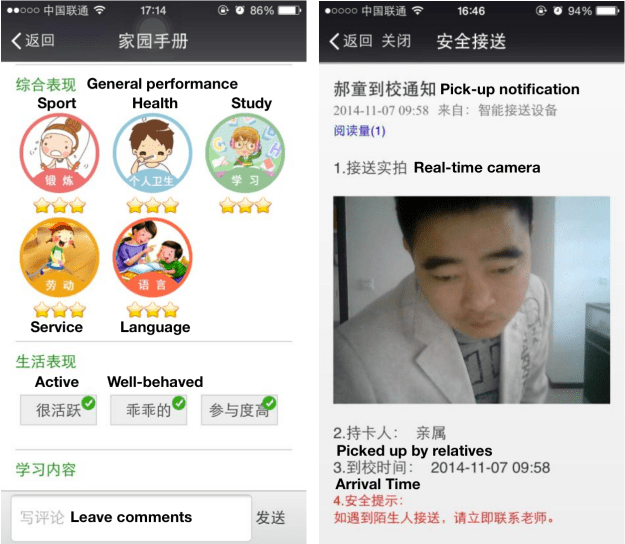 中国联通
17:14
86%
返回
家园手册
综合表现 General performance
Sport Health Study
锻炼 个人卫生 学习
劳动 语言
Service Language
生活表现
Active Well-behaved
很活跃 乖乖的 参与度高
学习内容
写评论 Leave comments 发送
中国联通
16:46
94%
返回 关闭 安全接送
郝童到校通知 Pick-up notification
2014-11-07 09:58 来自：智能接送设备
阅读量(1)
1.接送实拍 Real-time camera
2.持卡人： 亲属
Picked up by relatives
3.到校时间： 2014-11-07 09:58
Arrival Time
4.安全提示：
如遇到陌生人接送，请立即联系老师。